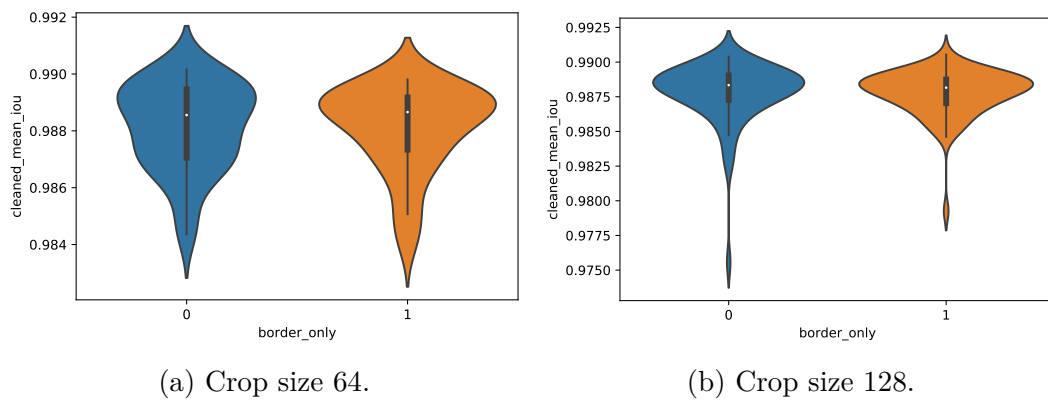 0.992
0.990
0.988
0.986
0.984
cleaned_mean_iou
0
1
border_only
(a) Crop size 64.
0.9925
0.9900
0.9875
0.9850
0.9825
0.9800
0.9775
0.9750
cleaned_mean_iou
0
1
border_only
(b) Crop size 128.